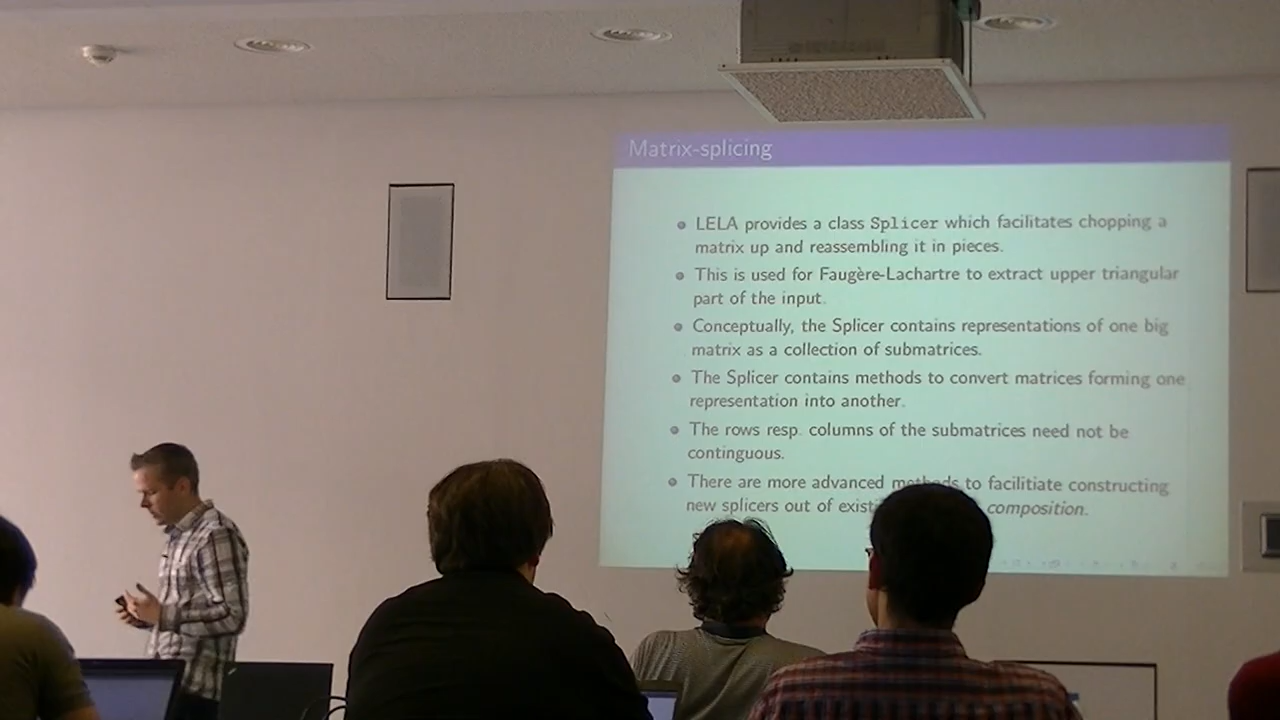 Matrix-splicing
LELA provides a class Splicer which facilitates chopping a
matrix up and reassembling it in pieces.
This is used for Faugère-Lachartre to extract upper triangular
part of the input.
Conceptually, the Splicer contains representations of one big
matrix as a collection of submatrices.
The Splicer contains methods to convert matrices forming one
representation into another.
The rows resp. columns of the submatrices need not be
continguous.
There are more advanced methods to facilitiate constructing
new splicers out of composition.